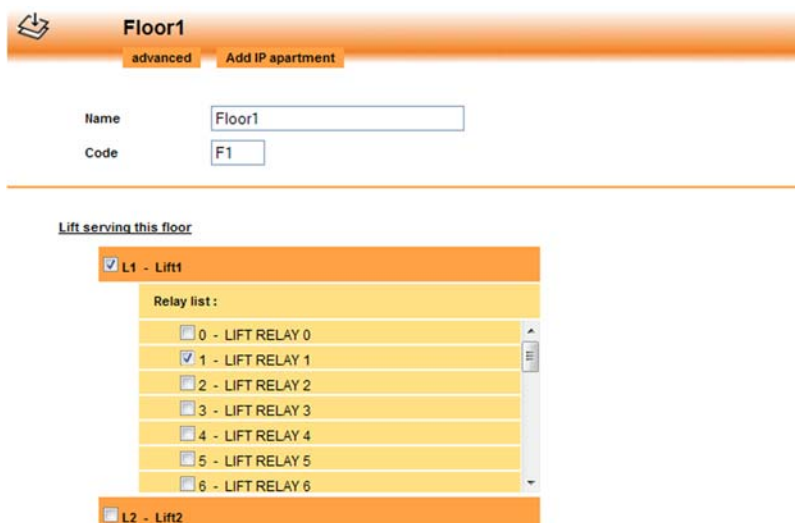 Floor1
advanced Add IP apartment
Name Floor1
Code F1
Lift serving this floor
L1 - Lift1
Relay list :
0 - LIFT RELAY 0
1 - LIFT RELAY 1
2 - LIFT RELAY 2
3 - LIFT RELAY 3
4 - LIFT RELAY 4
5 - LIFT RELAY 5
6 - LIFT RELAY 6
L2 - Lift2